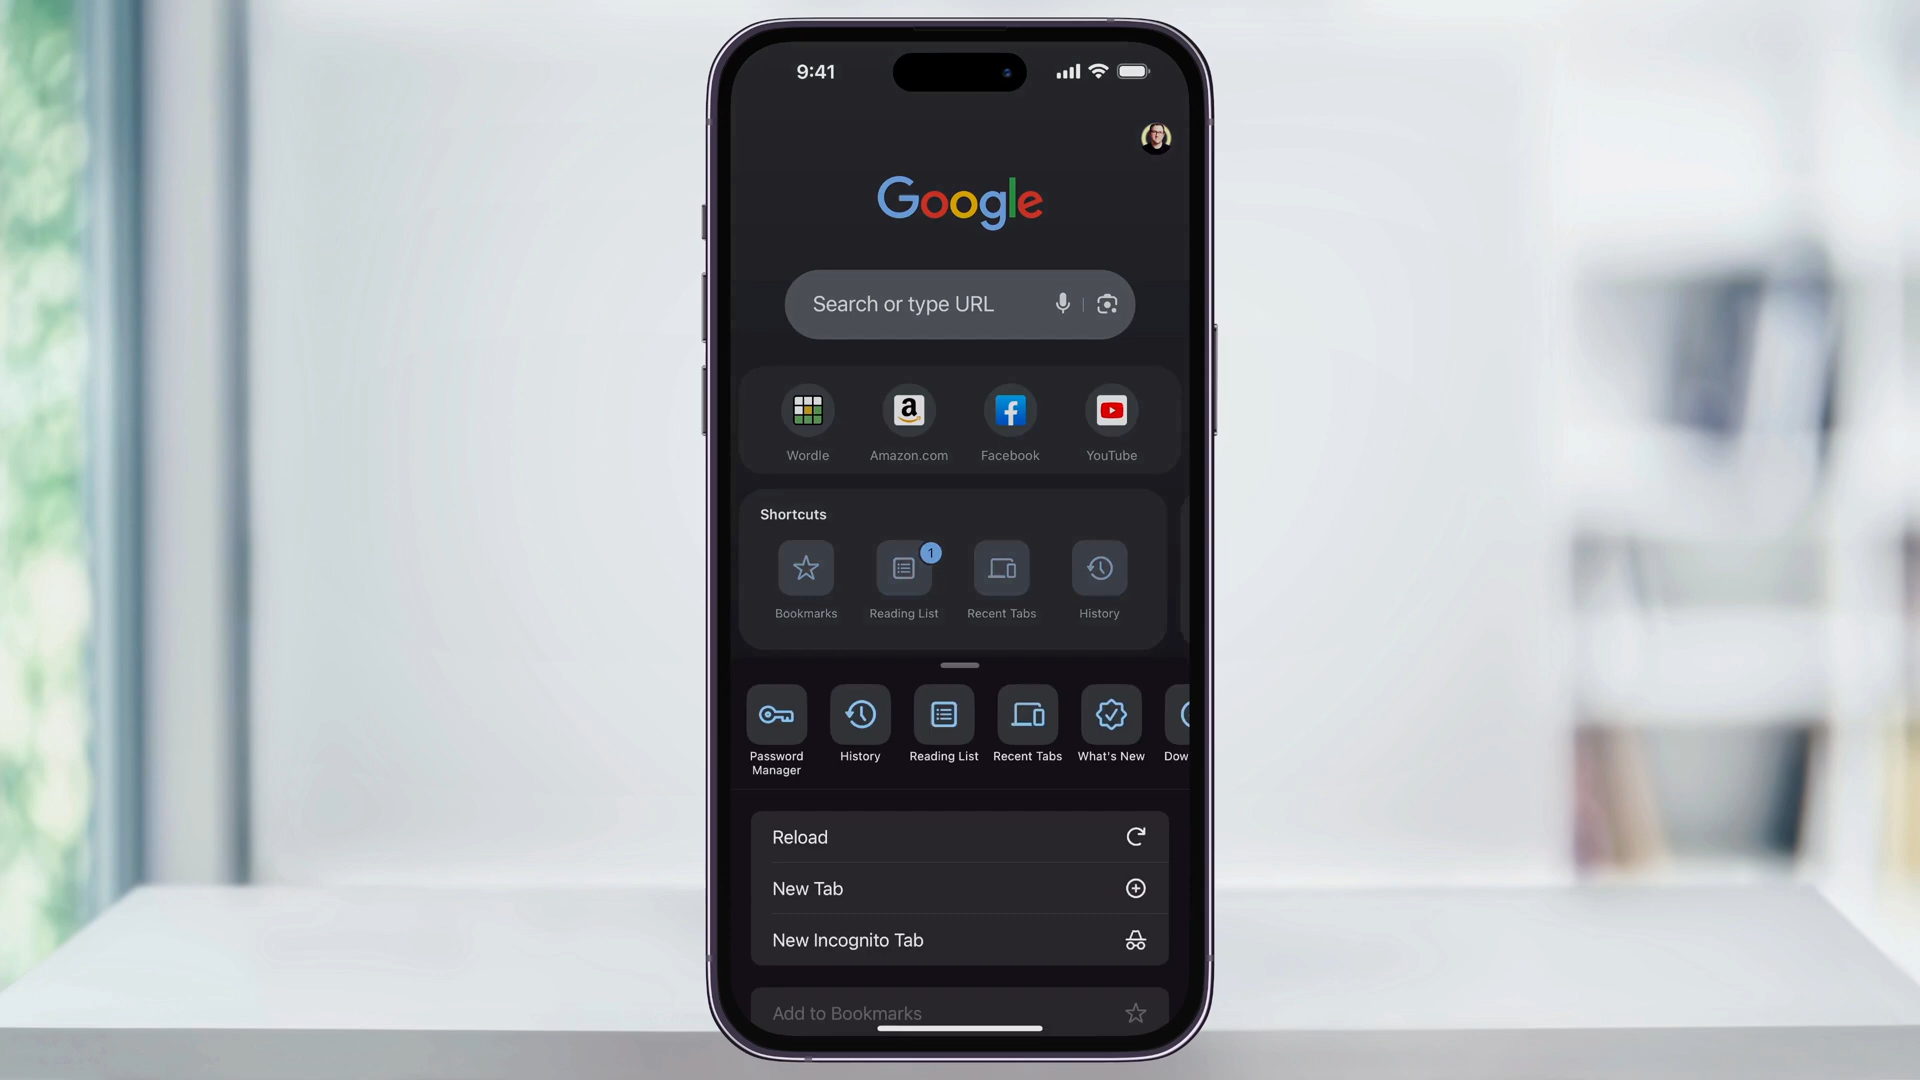 9:41
Google
Search or type URL
Wordle
Amazon.com
Facebook
YouTube
Shortcuts
1
Bookmarks
Reading List
Recent Tabs
History
Password Manager
History
Reading List
Recent Tabs
What's New
Dow
Reload
New Tab
New Incognito Tab
Add to Bookmarks